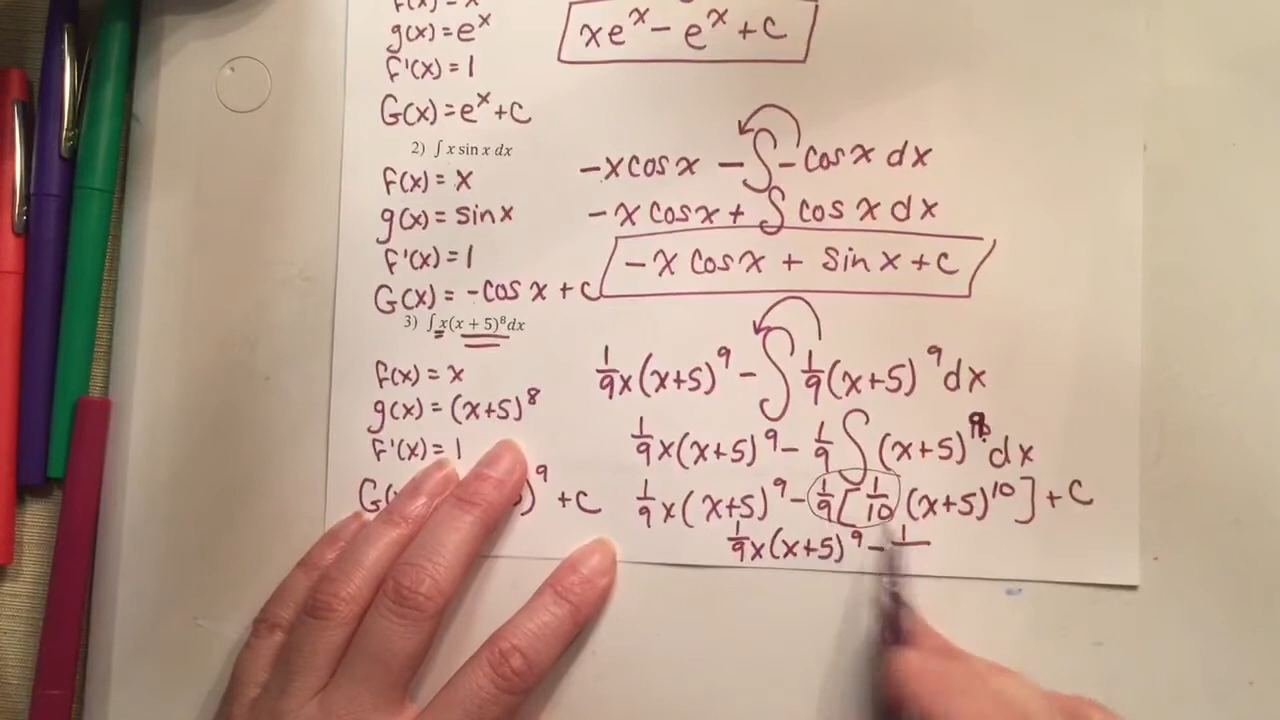 g(x) = e^x
xe^x - e^x + C
f'(x) = 1
G(x) = e^x + C
2) ∫ x sin x dx
-x cos x - ∫ - cos x dx
f(x) = x
g(x) = sin x
-x cos x + ∫ cos x dx
f'(x) = 1
-x cos x + sin x + C
G(x) = -cos x + C
3) ∫ x(x + 5)^8 dx
f(x) = x
1/9 x(x+5)^9 - ∫ 1/9 (x+5)^9 dx
g(x) = (x+5)^8
f'(x) = 1
1/9 x(x+5)^9 - 1/9 ∫ (x+5)^9 dx
)^9 + C
1/9 x(x+5)^9 - 1/9 [1/10 (x+5)^10] + C
1/9 x(x+5)^9 - 1/